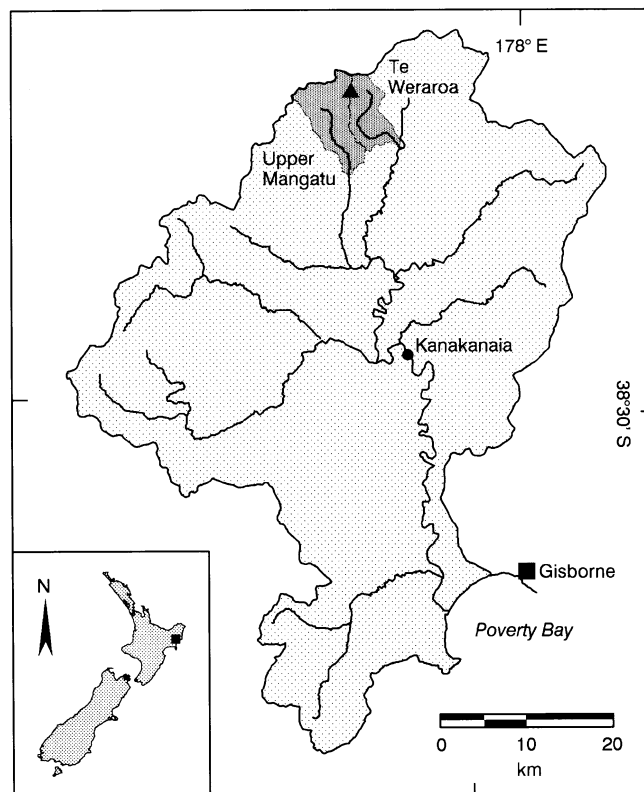 178° E
Te
Weraroa
Upper
Mangatu
Kanakanaia
38°30' S
Gisborne
N
Poverty Bay
0 10 20
km